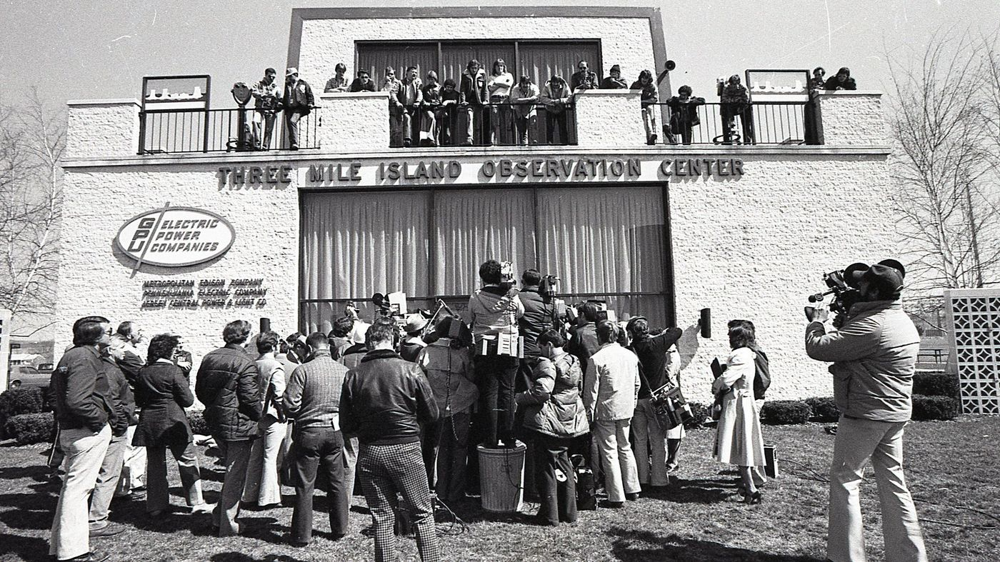 THREE MILE ISLAND OBSERVATION CENTER
GPU
ELECTRIC
POWER
COMPANIES
METROPOLITAN EDISON COMPANY
PENNSYLVANIA ELECTRIC COMPANY
JERSEY CENTRAL POWER & LIGHT CO